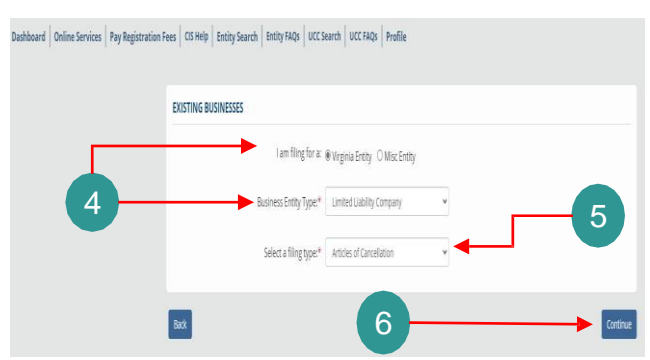 Dashboard Online Services Pay Registration Fees CIS Help Entity Search Entity FAQs UCC Search UCC FAQs Profile
EXISTING BUSINESSES
I am filing for a: Virginia Entity Misc Entity
4
Business Entity Type:* Limited Liability Company
5
Select a filing type:* Articles of Cancellation
Back
6
Continue